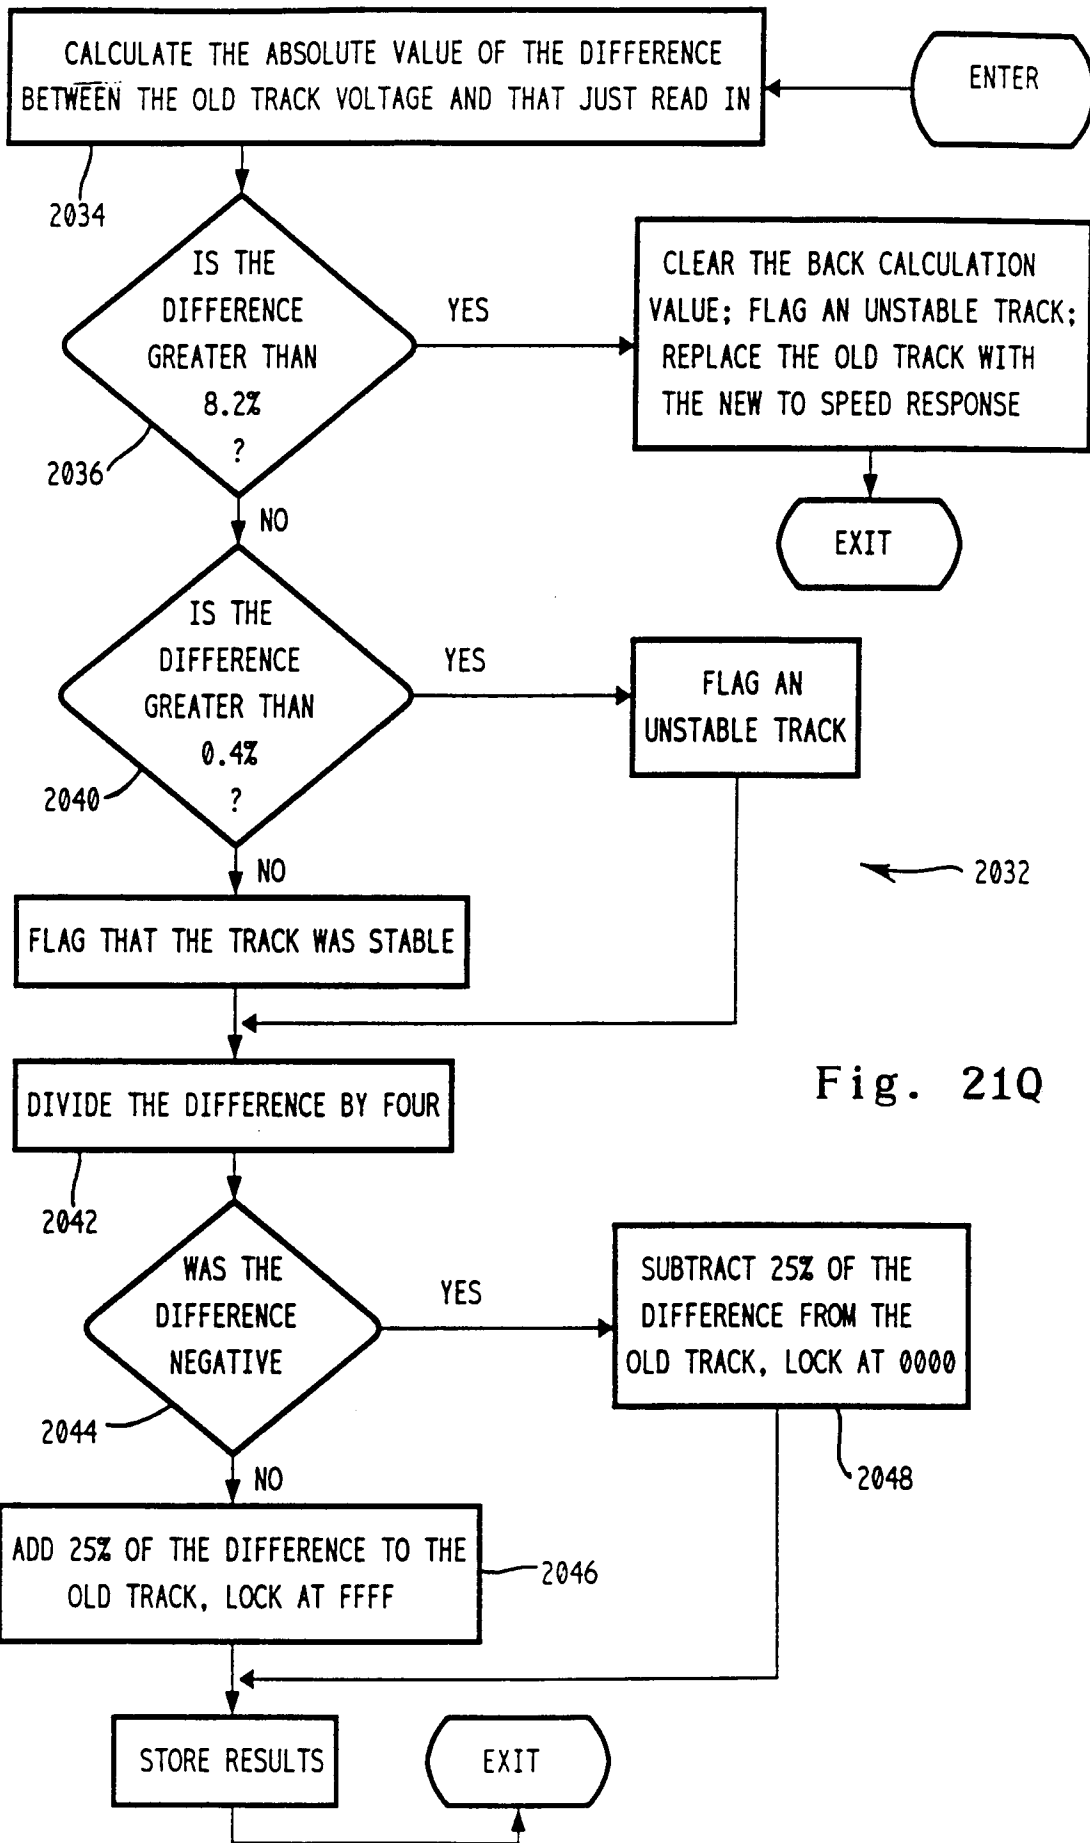 CALCULATE THE ABSOLUTE VALUE OF THE DIFFERENCE
BETWEEN THE OLD TRACK VOLTAGE AND THAT JUST READ IN
ENTER
2034
IS THE
DIFFERENCE
GREATER THAN
8.2%
?
YES
2036
CLEAR THE BACK CALCULATION
VALUE; FLAG AN UNSTABLE TRACK;
REPLACE THE OLD TRACK WITH
THE NEW TO SPEED RESPONSE
NO
EXIT
IS THE
DIFFERENCE
GREATER THAN
0.4%
?
YES
2040
FLAG AN
UNSTABLE TRACK
NO
2032
FLAG THAT THE TRACK WAS STABLE
DIVIDE THE DIFFERENCE BY FOUR
Fig. 21Q
2042
WAS THE
DIFFERENCE
NEGATIVE
YES
2044
SUBTRACT 25% OF THE
DIFFERENCE FROM THE
OLD TRACK, LOCK AT 0000
2048
NO
ADD 25% OF THE DIFFERENCE TO THE
OLD TRACK, LOCK AT FFFF
2046
STORE RESULTS
EXIT